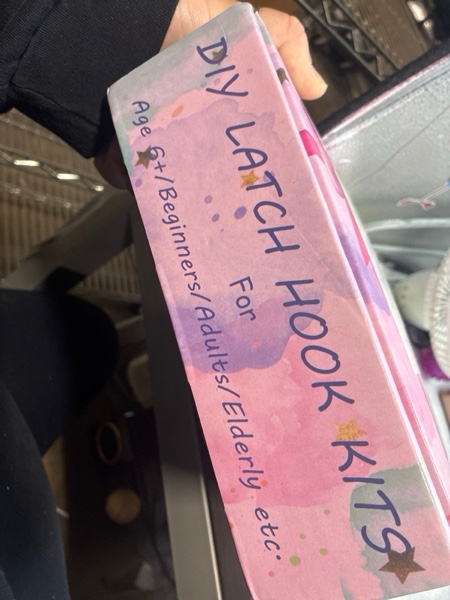 DIY LATCH HOOK KITS
For
Age 6+/Beginners/Adults/Elderly etc.